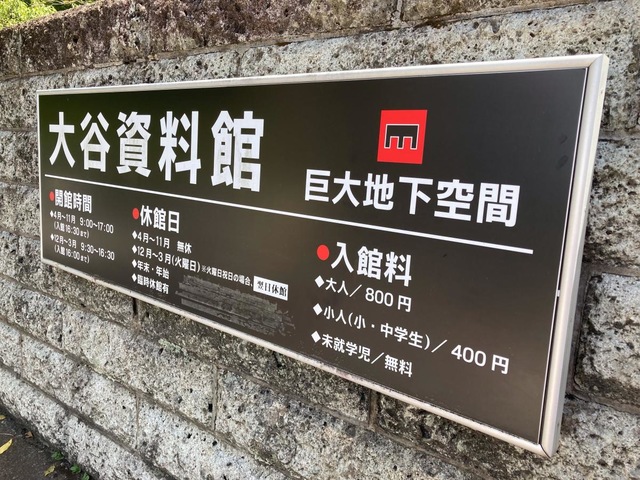 大谷資料館
巨大地下空間
●開館時間
◆4月～11月 9:00～17:00
(入館16:30まで)
◆12月～3月 9:30～16:30
(入館16:00まで)
●休館日
◆4月～11月 無休
◆12月～3月(火曜日)※火曜日祝日の場合、翌日休館
◆年末・年始
◆臨時休館有
●入館料
◆大人／800円
◆小人(小・中学生)／400円
◆未就学児／無料